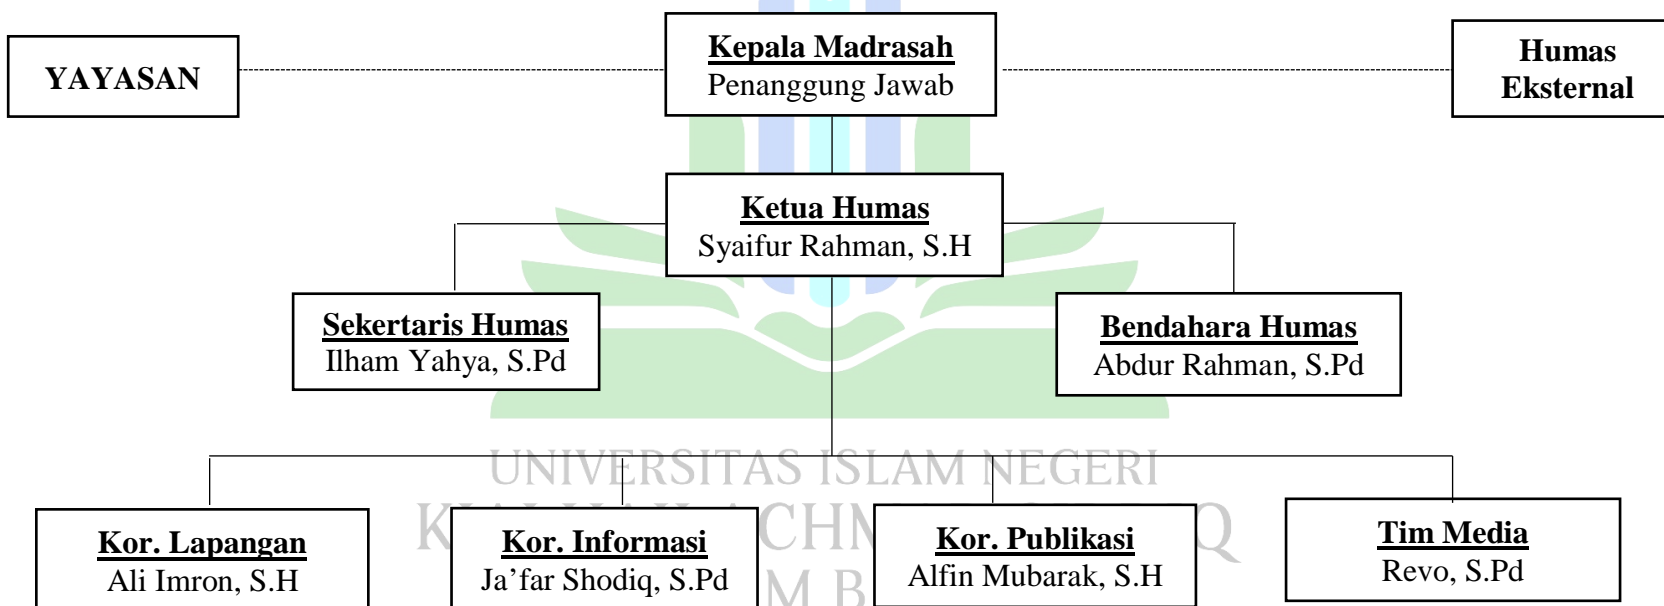 YAYASAN
Kepala Madrasah
Penanggung Jawab
Humas
Eksternal
Ketua Humas
Syaifur Rahman, S.H
Sekertaris Humas
Ilham Yahya, S.Pd
Bendahara Humas
Abdur Rahman, S.Pd
UNIVERSITAS ISLAM NEGERI
Kor. Lapangan
Ali Imron, S.H
Kor. Informasi
Ja’far Shodiq, S.Pd
Kor. Publikasi
Alfin Mubarak, S.H
Tim Media
Revo, S.Pd